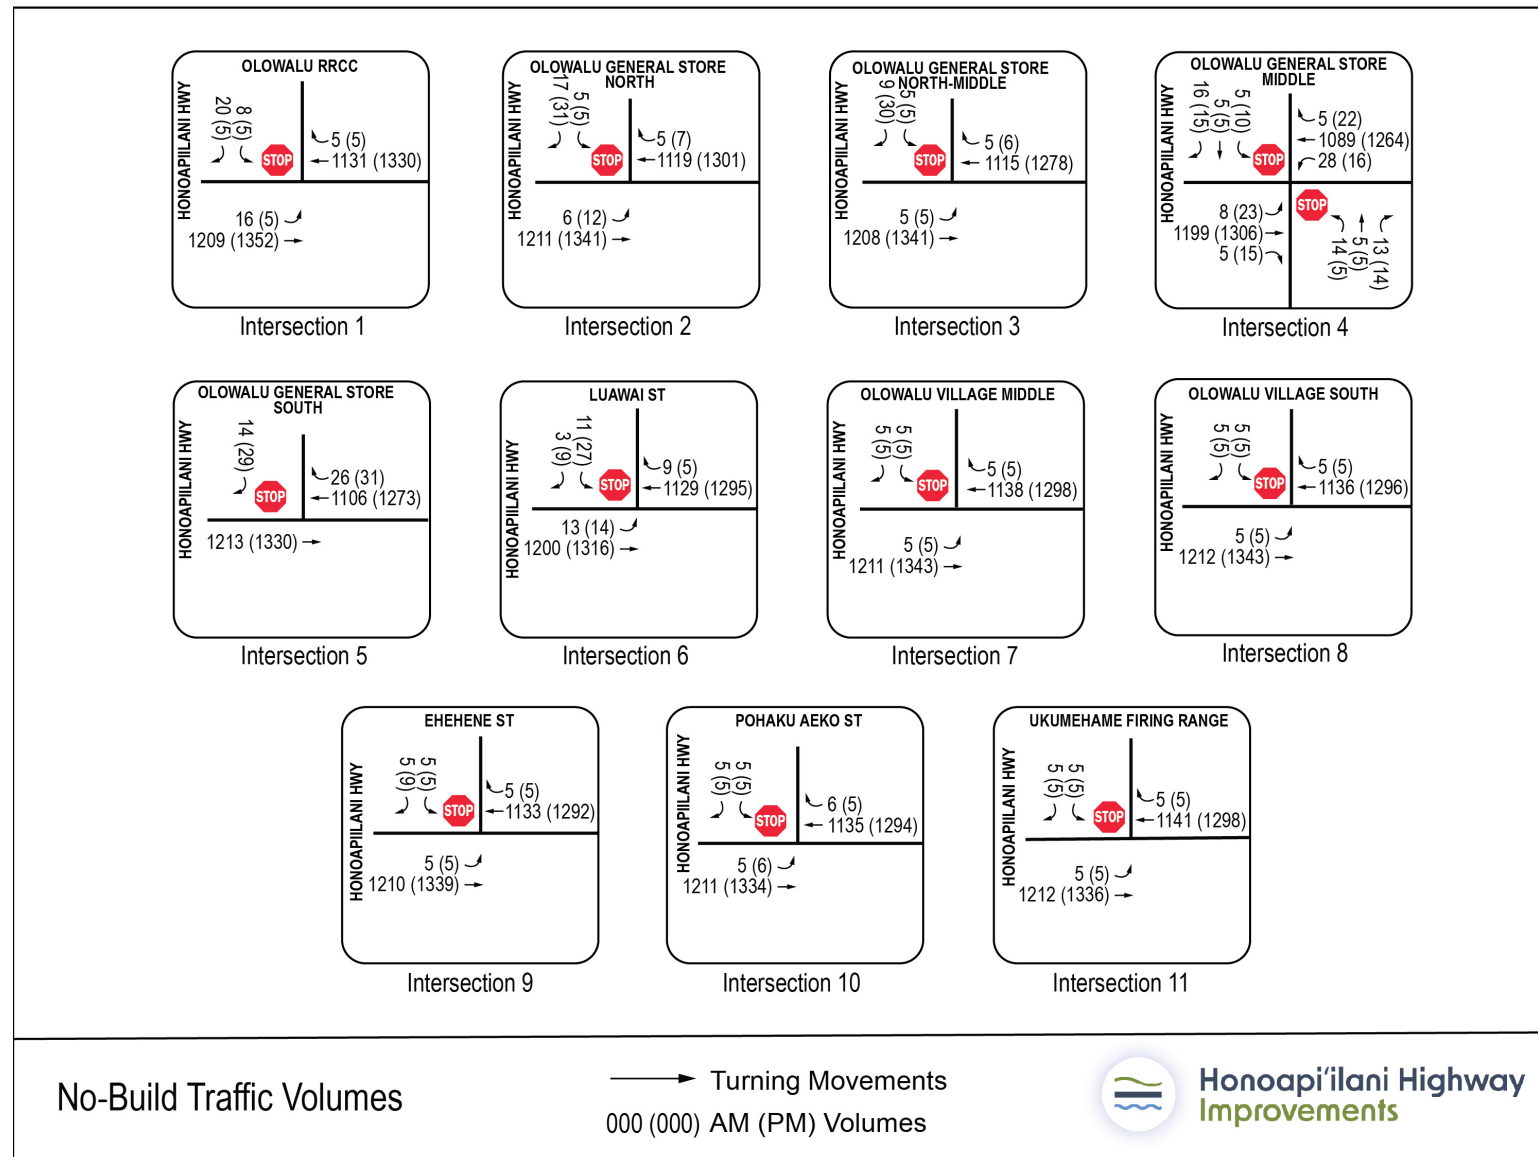 OLOWALU RRCC
HONOAPIILANI HWY
20 (5)
8 (5)
STOP
5 (5)
1131 (1330)
16 (5)
1209 (1352)
Intersection 1
OLOWALU GENERAL STORE
NORTH
HONOAPIILANI HWY
17 (31)
5 (5)
STOP
5 (7)
1119 (1301)
6 (12)
1211 (1341)
Intersection 2
OLOWALU GENERAL STORE
NORTH-MIDDLE
HONOAPIILANI HWY
9 (30)
5 (5)
STOP
5 (6)
1115 (1278)
5 (5)
1208 (1341)
Intersection 3
OLOWALU GENERAL STORE
MIDDLE
HONOAPIILANI HWY
16 (15)
5 (5)
5 (10)
STOP
5 (22)
1089 (1264)
28 (16)
8 (23)
1199 (1306)
5 (15)
STOP
14 (5)
5 (5)
13 (14)
Intersection 4
OLOWALU GENERAL STORE
SOUTH
HONOAPIILANI HWY
14 (29)
STOP
26 (31)
1106 (1273)
1213 (1330)
Intersection 5
LUAWAI ST
HONOAPIILANI HWY
3 (9)
11 (27)
STOP
9 (5)
1129 (1295)
13 (14)
1200 (1316)
Intersection 6
OLOWALU VILLAGE MIDDLE
HONOAPIILANI HWY
5 (5)
5 (5)
STOP
5 (5)
1138 (1298)
5 (5)
1211 (1343)
Intersection 7
OLOWALU VILLAGE SOUTH
HONOAPIILANI HWY
5 (5)
5 (5)
STOP
5 (5)
1136 (1296)
5 (5)
1212 (1343)
Intersection 8
EHEHENE ST
HONOAPIILANI HWY
5 (9)
5 (5)
STOP
5 (5)
1133 (1292)
5 (5)
1210 (1339)
Intersection 9
POHAKU AEKO ST
HONOAPIILANI HWY
5 (5)
5 (5)
STOP
6 (5)
1135 (1294)
5 (6)
1211 (1334)
Intersection 10
UKUMEHAME FIRING RANGE
HONOAPIILANI HWY
5 (5)
5 (5)
STOP
5 (5)
1141 (1298)
5 (5)
1212 (1336)
Intersection 11
No-Build Traffic Volumes
Turning Movements
000 (000) AM (PM) Volumes
Honoapiʻilani Highway
Improvements